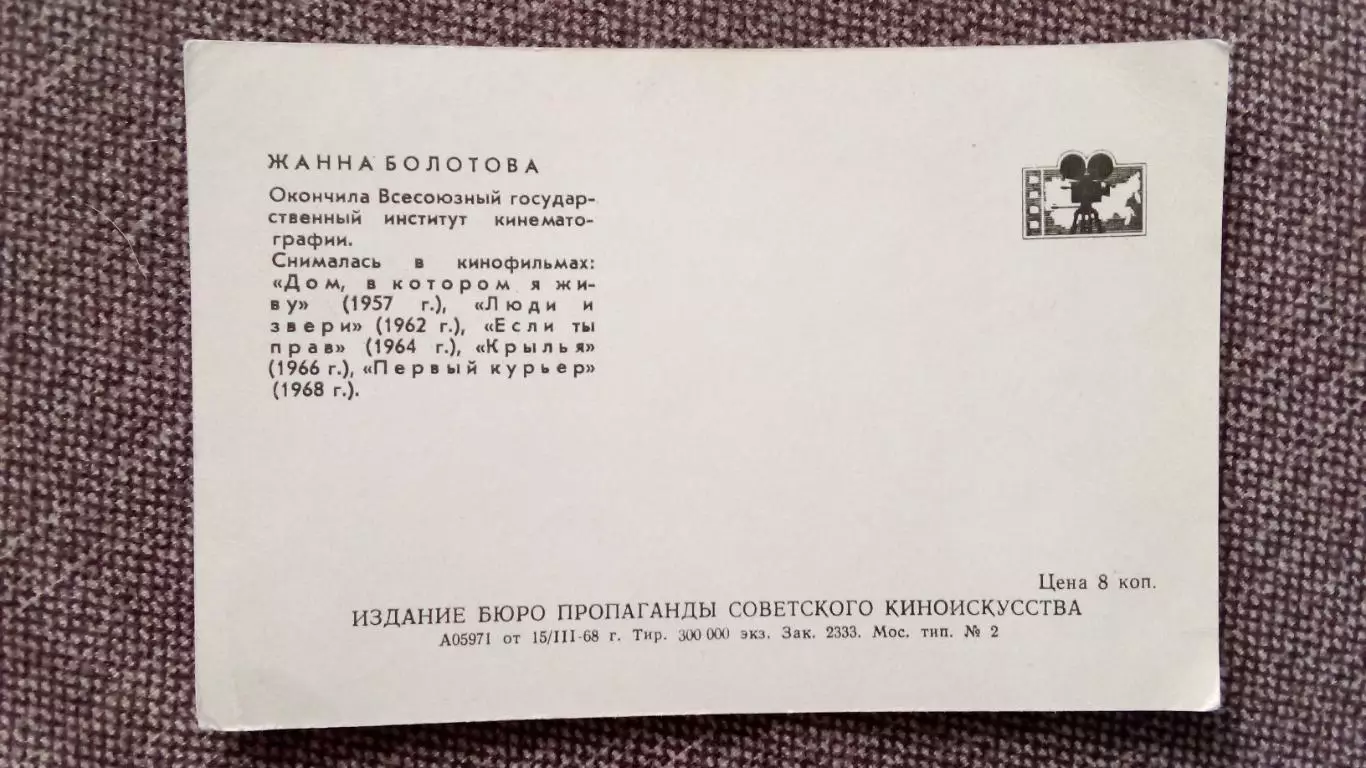 ЖАННА БОЛОТОВА
Окончила Всесоюзный государ-
ственный институт кинемато-
графии.
Снималась в кинофильмах:
«Дом, в котором я жи-
ву» (1957 г.), «Люди и
звери» (1962 г.), «Если ты
прав» (1964 г.), «Крылья»
(1966 г.), «Первый курьер»
(1968 г.).
Цена 8 коп.
ИЗДАНИЕ БЮРО ПРОПАГАНДЫ СОВЕТСКОГО КИНОИСКУССТВА
А05971 от 15/III-68 г. Тир. 300 000 экз. Зак. 2333. Мос. тип. № 2